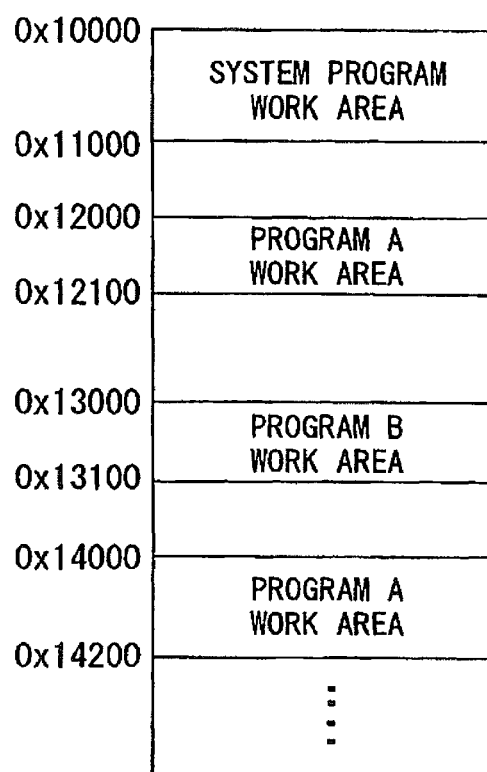 0x10000
SYSTEM PROGRAM
WORK AREA
0x11000
0x12000
PROGRAM A
WORK AREA
0x12100
0x13000
PROGRAM B
WORK AREA
0x13100
0x14000
PROGRAM A
WORK AREA
0x14200